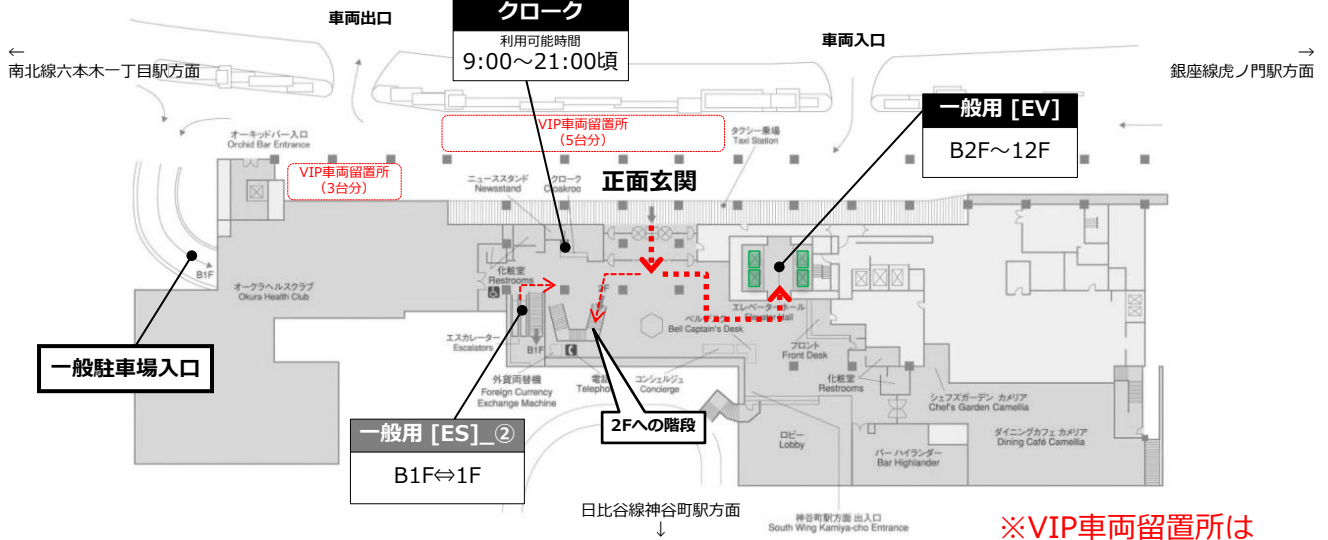 車両出口
クローク
利用可能時間
9:00～21:00頃
車両入口
←
南北線六本木一丁目駅方面
→
銀座線虎ノ門駅方面
一般用 [EV]
B2F～12F
VIP車両留置所
（5台分）
タクシー乗場
Taxi Station
オーキッドバー入口
Orchid Bar Entrance
VIP車両留置所
（3台分）
ニューススタンド
Newsstand
クローク
Cloakroo
正面玄関
B1F
化粧室
Restrooms
オークラヘルスクラブ
Okura Health Club
2F
エレベーターホール
Elevator Hall
ベルデスク
Bell Captain's Desk
エスカレーター
Escalators
B1F
フロント
Front Desk
一般駐車場入口
外貨両替機
Foreign Currency
Exchange Machine
電話
Telepho
コンシェルジュ
Concierge
化粧室
Restrooms
シェフズガーデン カメリア
Chef's Garden Camellia
一般用 [ES]_②
B1F⇔1F
2Fへの階段
ロビー
Lobby
バー ハイランダー
Bar Highlander
ダイニングカフェ カメリア
Dining Café Camellia
日比谷線神谷町駅方面
↓
神谷町駅方面 出入口
South Wing Kamiya-cho Entrance
※VIP車両留置所は